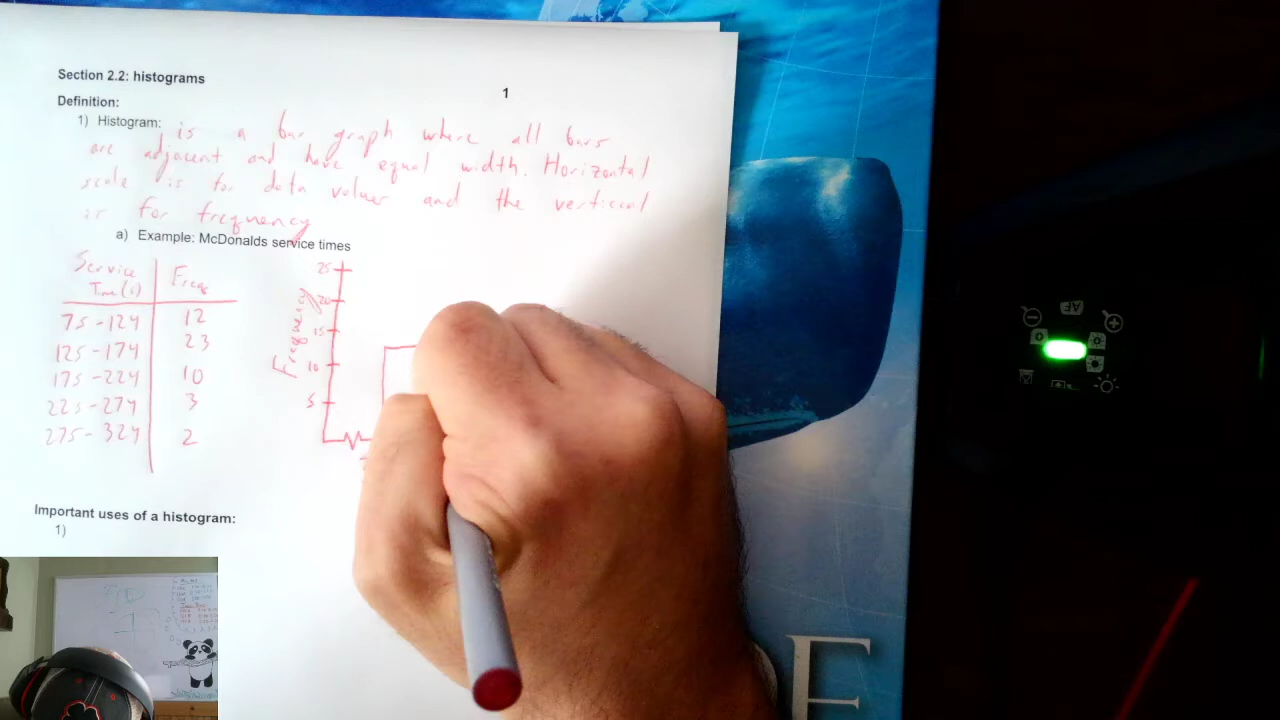 Section 2.2: histograms
1
Definition:
1) Histogram: is a bar graph where all bars
are adjacent and have equal width. Horizontal
scale is for data values and the verticical
is for frequency
a) Example: McDonalds service times
Service Time(s) Freq
75-124 12
125-174 23
175-224 10
225-274 3
275-324 2
Frequency
25
20
15
10
5
Important uses of a histogram:
1)
AF
E